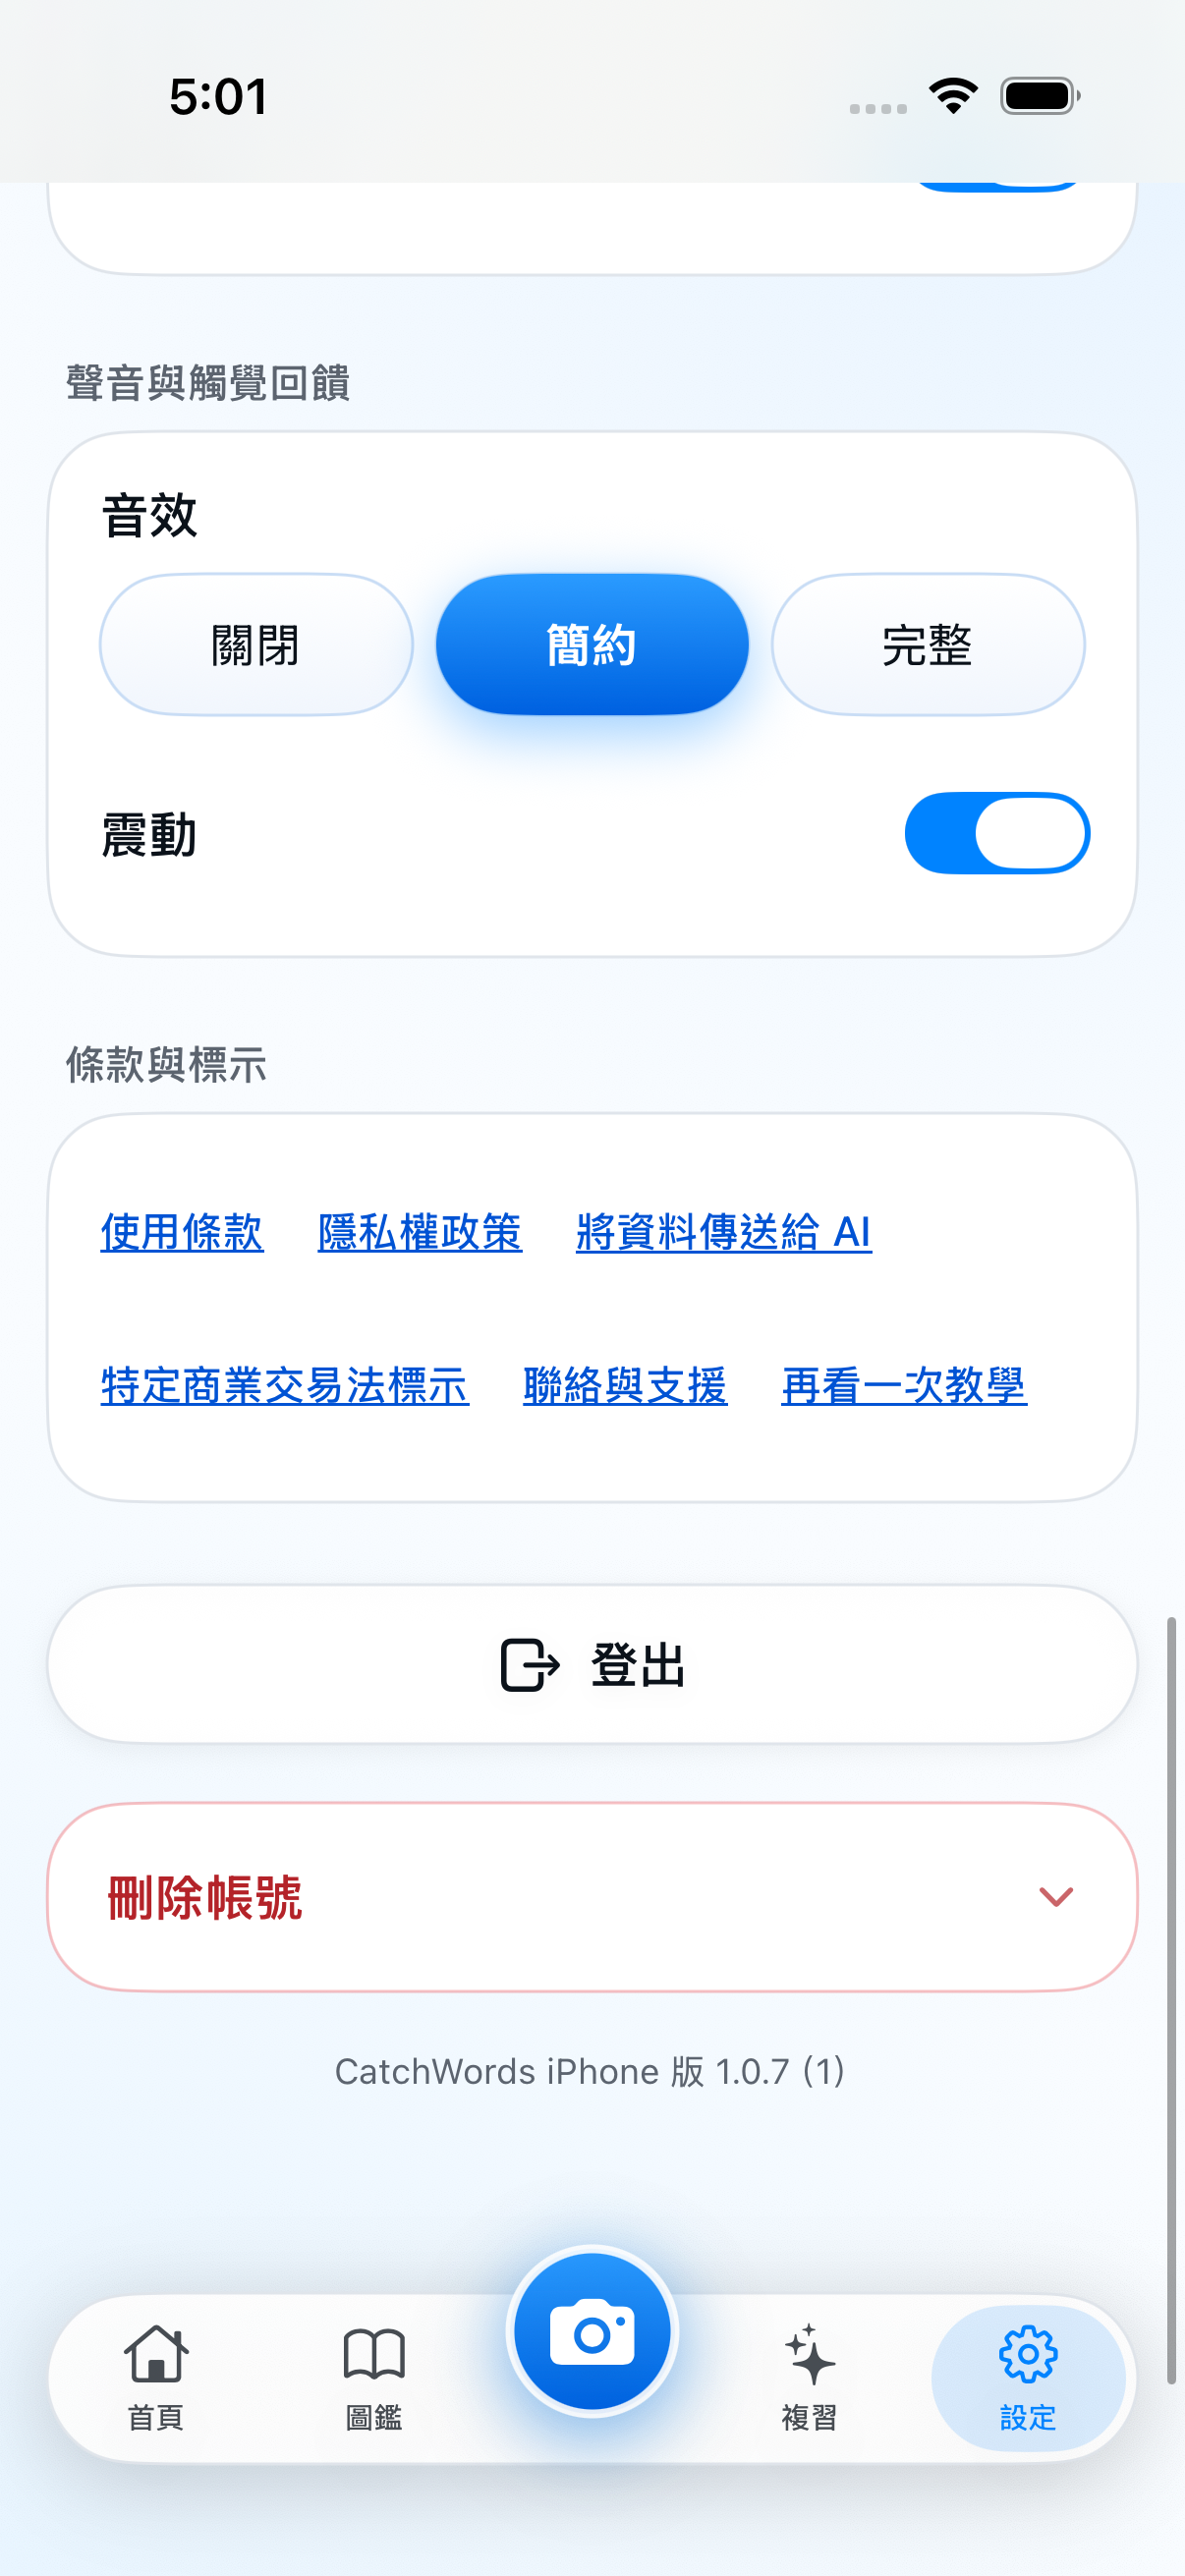 5:01
聲音與觸覺回饋
音效
關閉 簡約 完整
震動
條款與標示
使用條款 隱私權政策 將資料傳送給 AI
特定商業交易法標示 聯絡與支援 再看一次教學
登出
刪除帳號
CatchWords iPhone 版 1.0.7 (1)
首頁 圖鑑 複習 設定